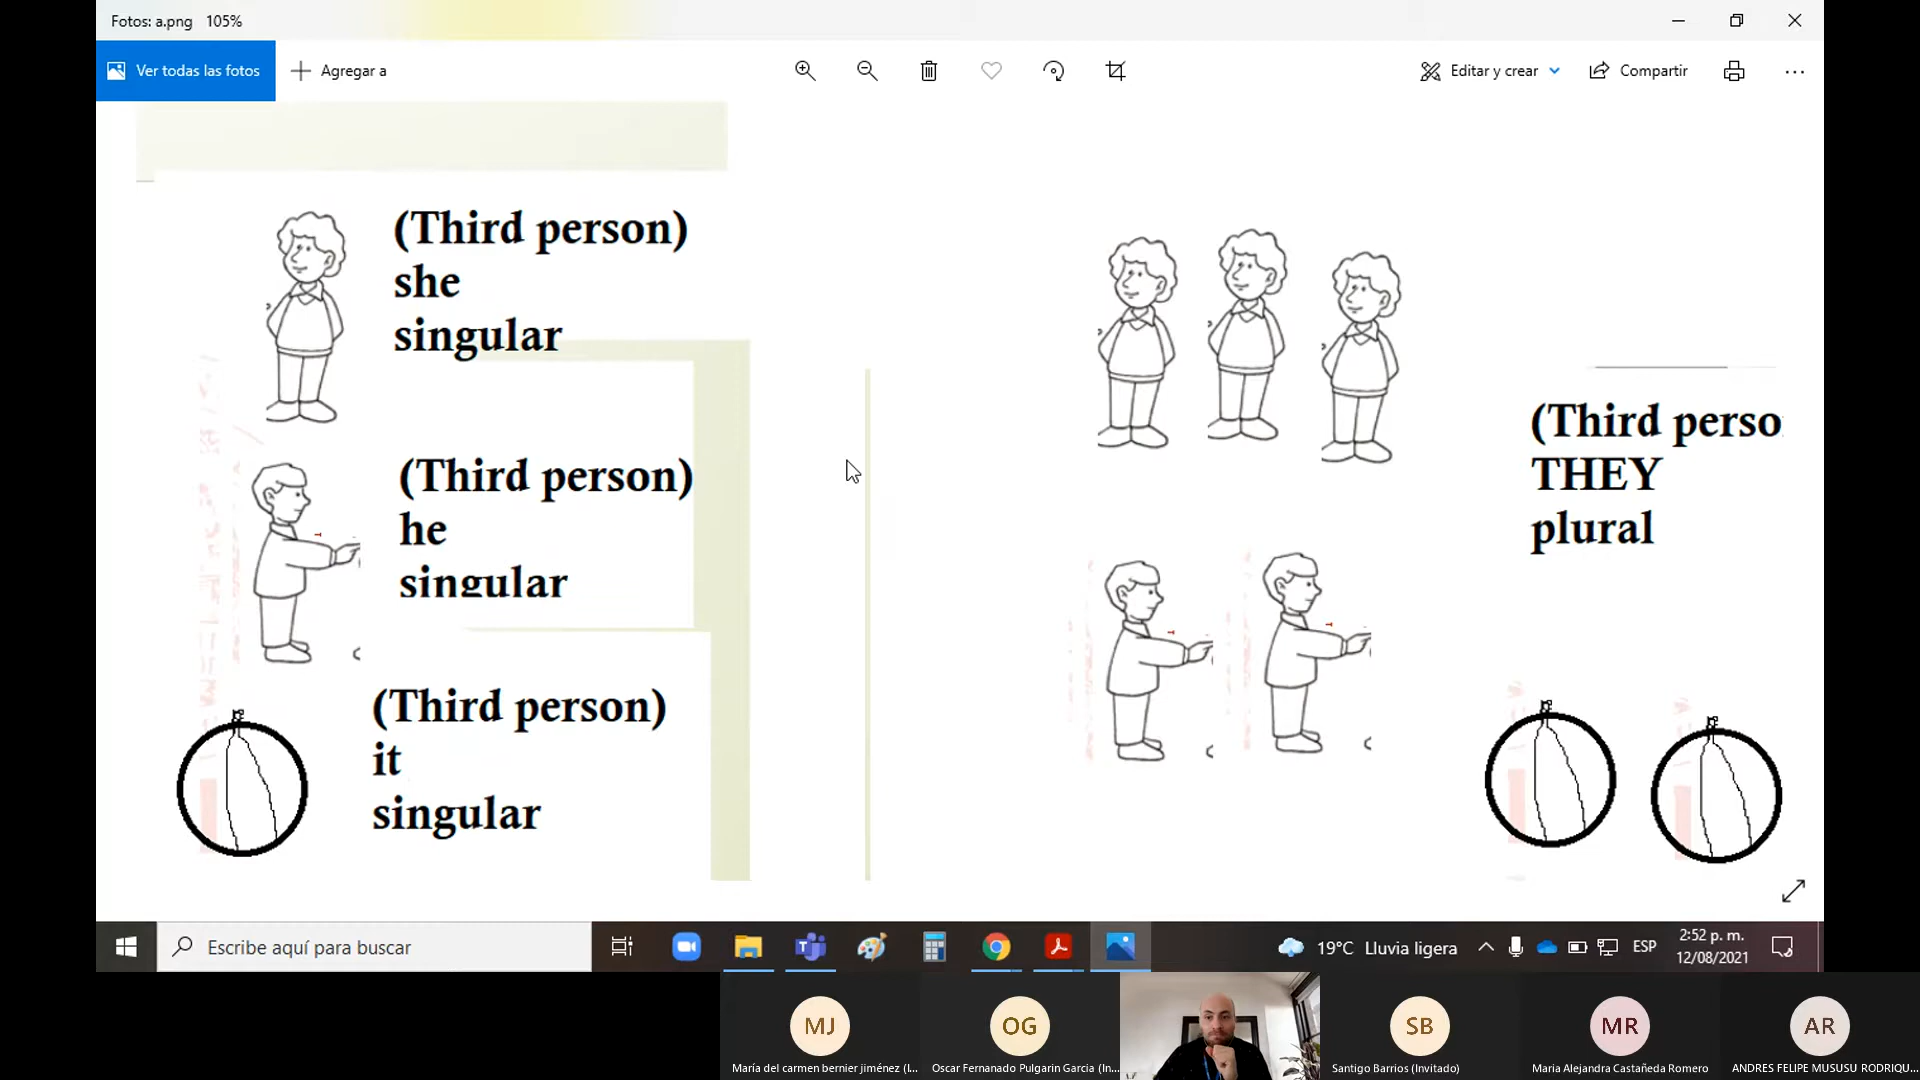 Fotos: a.png 105%
Ver todas las fotos
Agregar a
Editar y crear
Compartir
(Third person)
she
singular
(Third person)
he
singular
(Third person)
it
singular
(Third perso
THEY
plural
Escribe aquí para buscar
19°C Lluvia ligera
ESP
2:52 p. m.
12/08/2021
MJ
OG
SB
MR
AR
María del carmen bernier jiménez (I...
Oscar Fernanado Pulgarin Garcia (In...
Santigo Barrios (Invitado)
Maria Alejandra Castañeda Romero
ANDRES FELIPE MUSUSU RODRIQU...